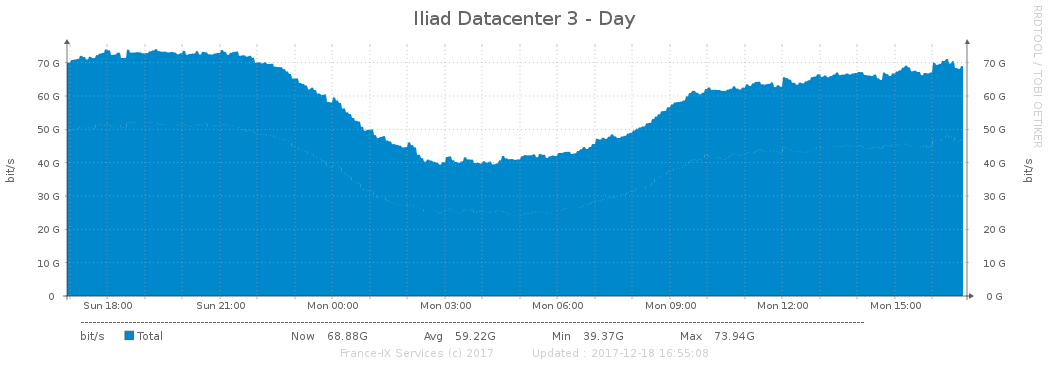 Iliad Datacenter 3 - Day
RRDTOOL / TOBI OETIKER
bit/s
70 G 70 G
60 G 60 G
50 G 50 G
40 G 40 G
30 G 30 G
20 G 20 G
10 G 10 G
0 0 G
bit/s
Sun 18:00 Sun 21:00 Mon 00:00 Mon 03:00 Mon 06:00 Mon 09:00 Mon 12:00 Mon 15:00
bit/s Total Now 68.88G Avg 59.22G Min 39.37G Max 73.94G
France-IX Services (c) 2017 Updated : 2017-12-18 16:55:08